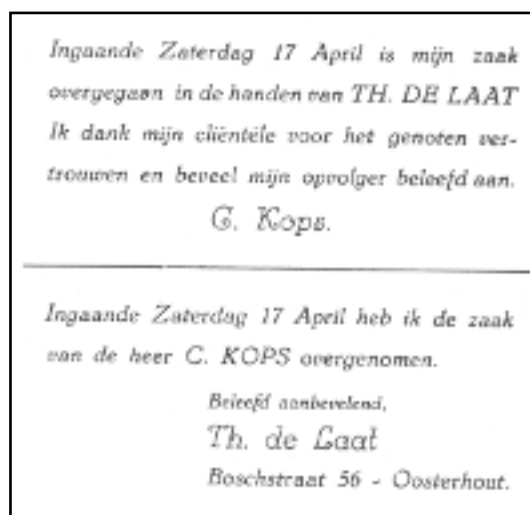 Ingaande Zaterdag 17 April is mijn zaak
overgegaan in de handen van TH. DE LAAT
Ik dank mijn cliëntèle voor het genoten ver-
trouwen en beveel mijn opvolger beleefd aan.
C. Kops.
Ingaande Zaterdag 17 April heb ik de zaak
van de heer C. KOPS overgenomen.
Beleefd aanbevelend,
Th. de Laat
Boschstraat 56 - Oosterhout.